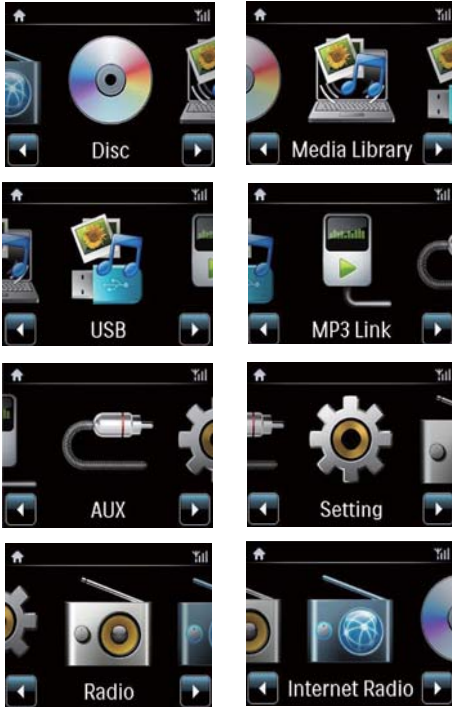 Disc
Media Library
USB
MP3 Link
AUX
Setting
Radio
Internet Radio